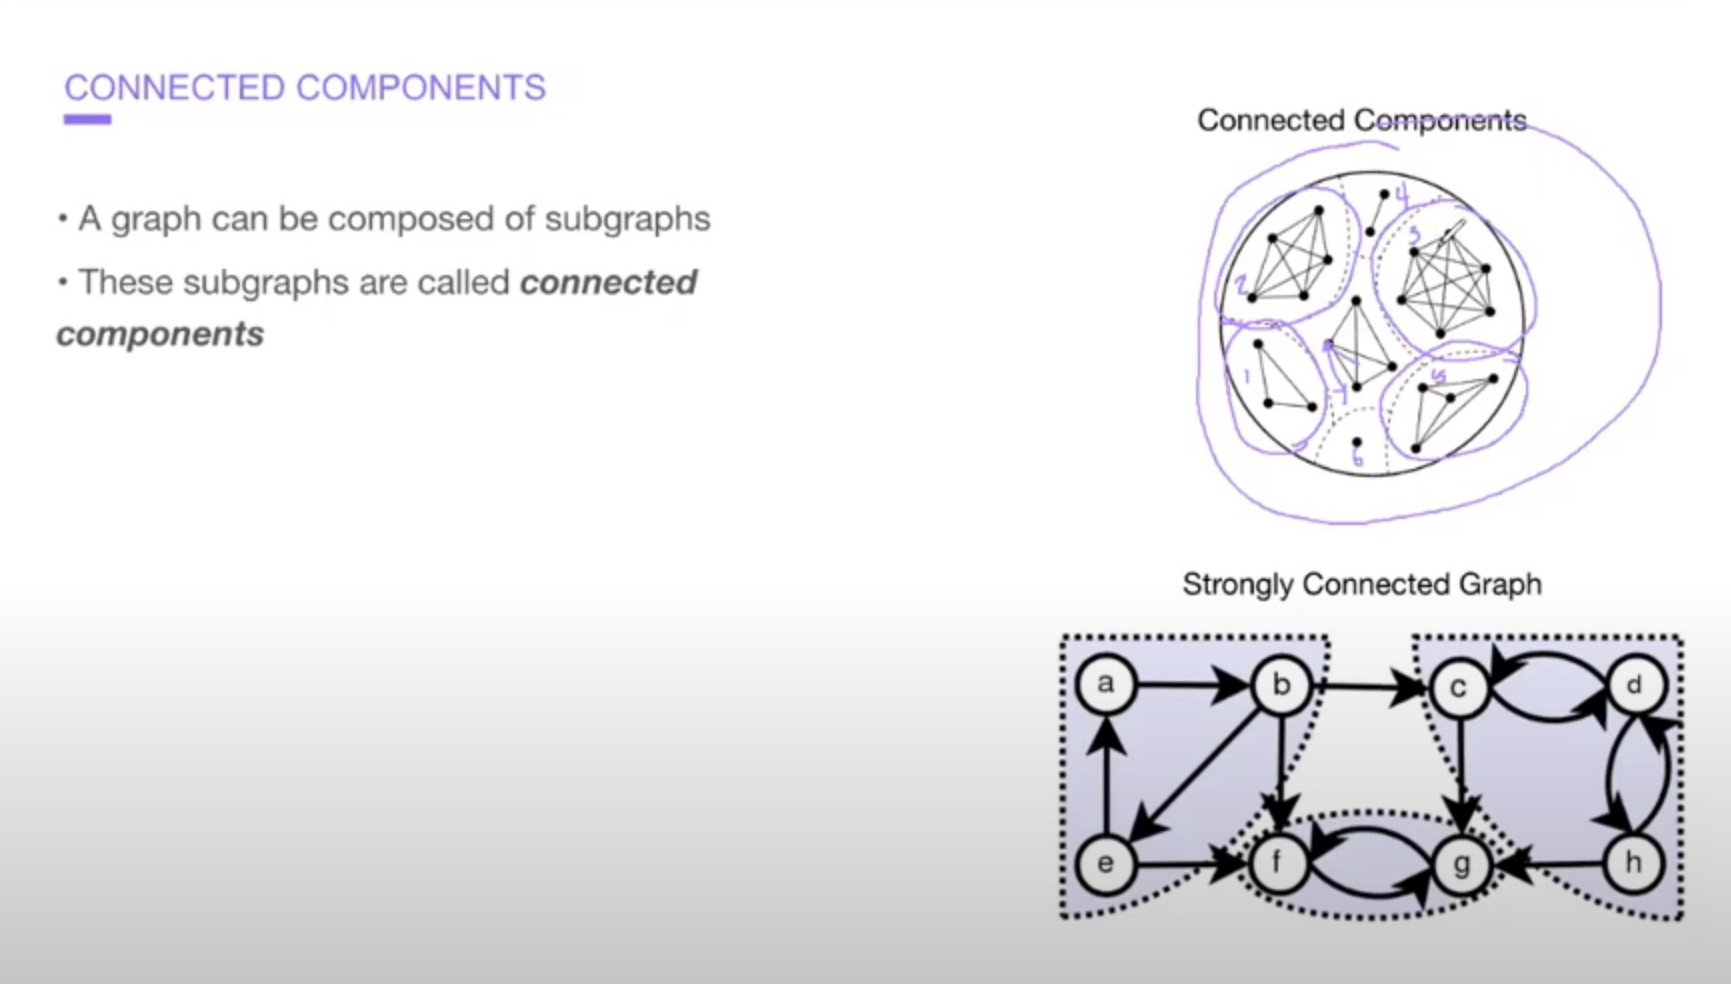 CONNECTED COMPONENTS
• A graph can be composed of subgraphs
• These subgraphs are called connected
components
Connected Components
4
3
2
5
1
7
6
Strongly Connected Graph
a b c d
e f g h